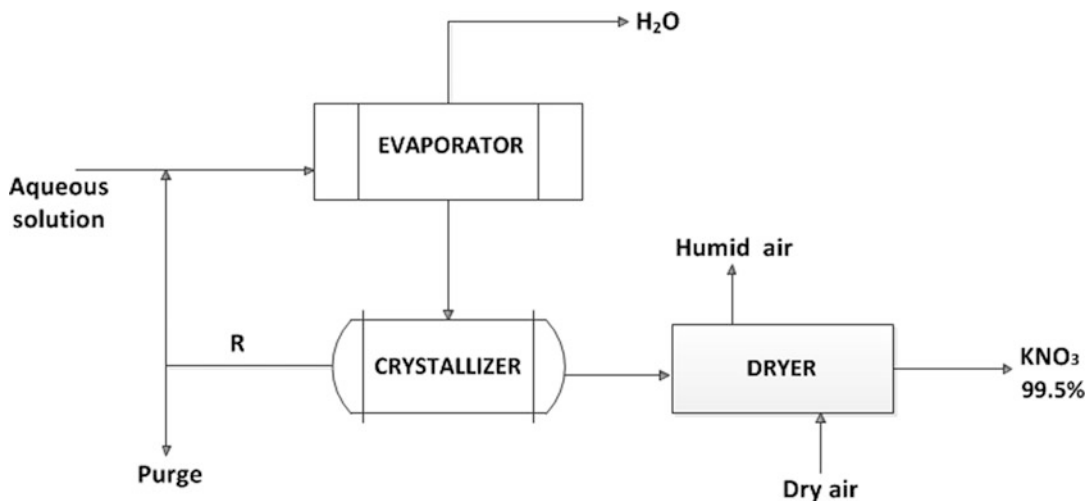 H₂O
EVAPORATOR
Aqueous
solution
Humid air
R
CRYSTALLIZER
DRYER
KNO₃
99.5%
Purge
Dry air